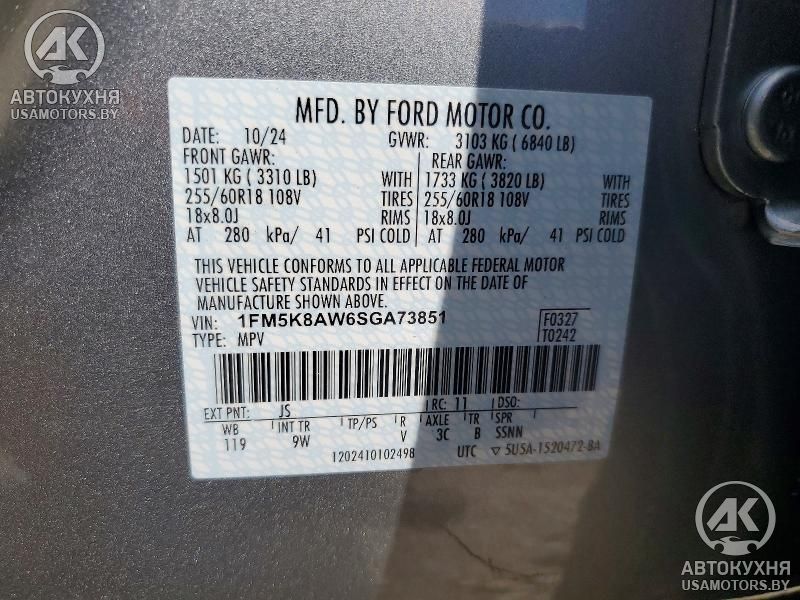 AK
АВТОКУХНЯ
USAMOTORS.BY
MFD. BY FORD MOTOR CO.
DATE: 10/24 GVWR: 3103 KG ( 6840 LB)
FRONT GAWR: REAR GAWR:
1501 KG ( 3310 LB) WITH 1733 KG ( 3820 LB) WITH
255/60R18 108V TIRES 255/60R18 108V TIRES
18x8.0J RIMS 18x8.0J RIMS
AT 280 kPa/ 41 PSI COLD AT 280 kPa/ 41 PSI COLD
THIS VEHICLE CONFORMS TO ALL APPLICABLE FEDERAL MOTOR
VEHICLE SAFETY STANDARDS IN EFFECT ON THE DATE OF
MANUFACTURE SHOWN ABOVE.
VIN: 1FM5K8AW6SGA73851 F0327
TYPE: MPV T0242
EXT PNT: JS RC: 11 DSO:
WB INT TR TP/PS R AXLE TR SPR
119 9W V 3C B SSNN
1202410102498 UTC ▽ 5U5A-1520472-BA
AK
АВТОКУХНЯ
USAMOTORS.BY